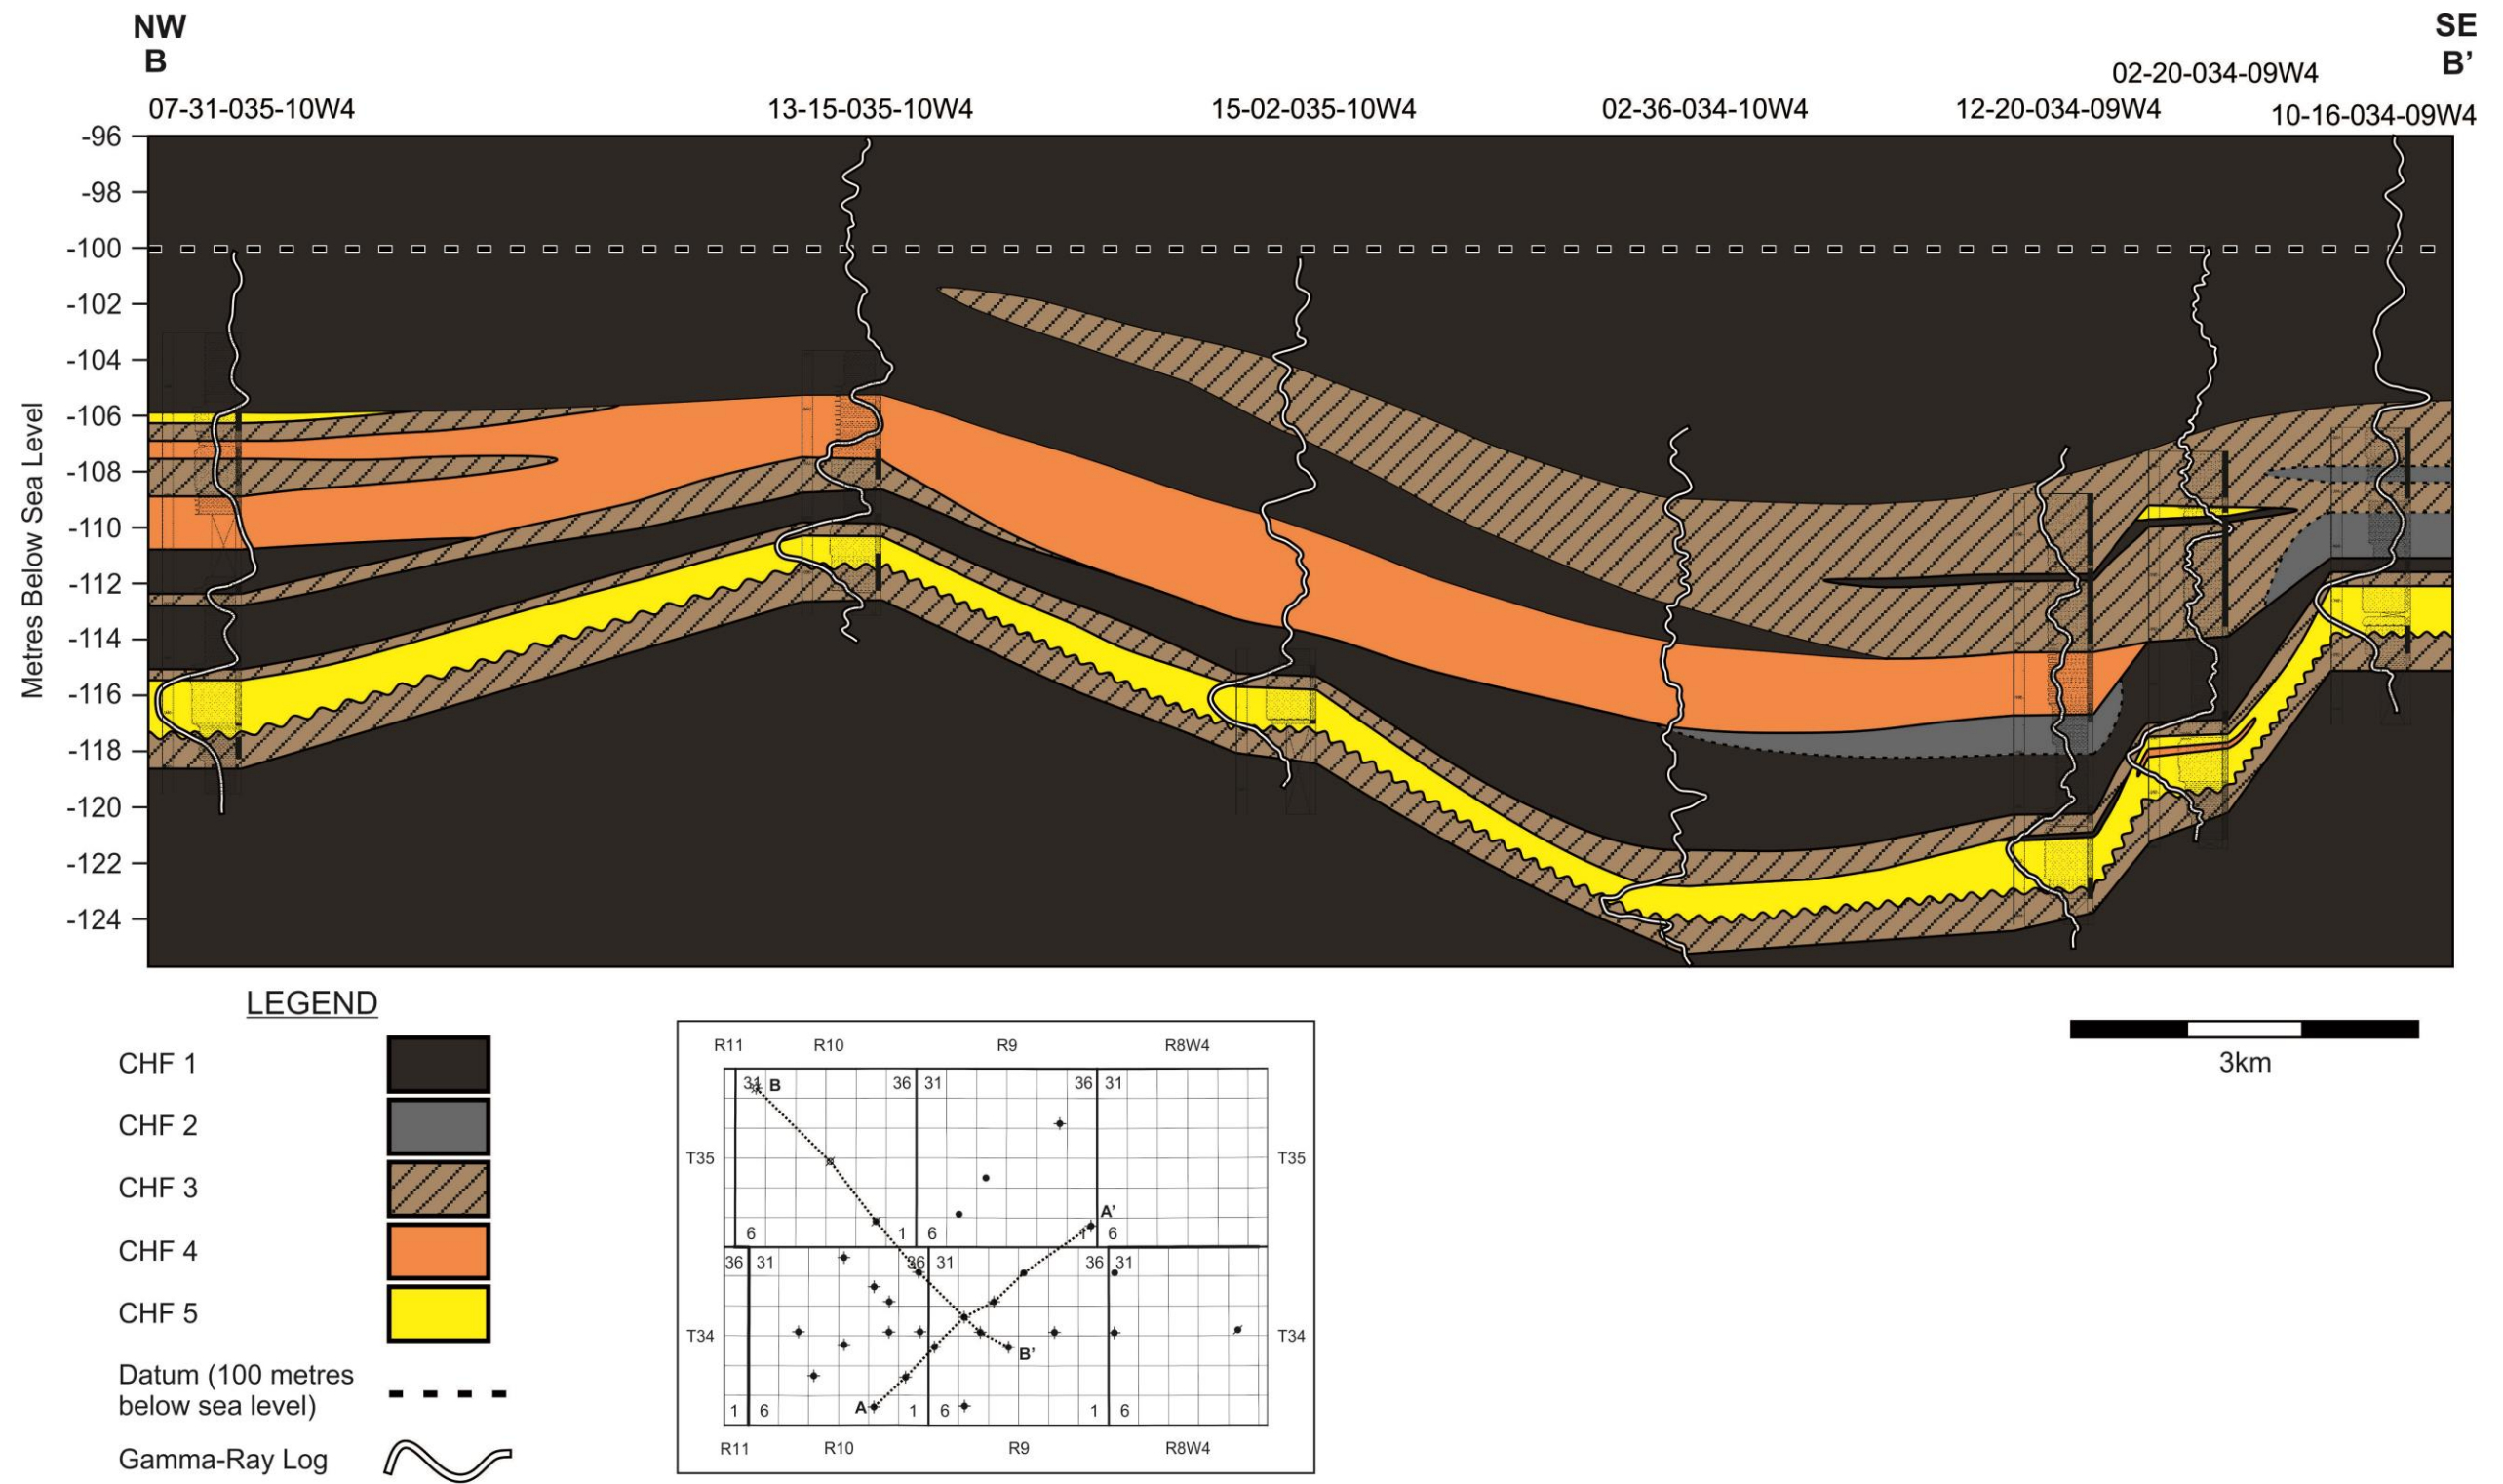 NW
B
SE
B’
02-20-034-09W4
07-31-035-10W4
13-15-035-10W4
15-02-035-10W4
02-36-034-10W4
12-20-034-09W4
10-16-034-09W4
Metres Below Sea Level
-96
-98
-100
-102
-104
-106
-108
-110
-112
-114
-116
-118
-120
-122
-124
LEGEND
CHF 1
CHF 2
CHF 3
CHF 4
CHF 5
Datum (100 metres
below sea level)
Gamma-Ray Log
3km
R11 R10 R9 R8W4
31 B 36 31 36 31
T35 T35
A’
6 1 6 1 6
36 31 36 31 36 31
T34 T34
B’
A
1 6 1 6 1 6
R11 R10 R9 R8W4